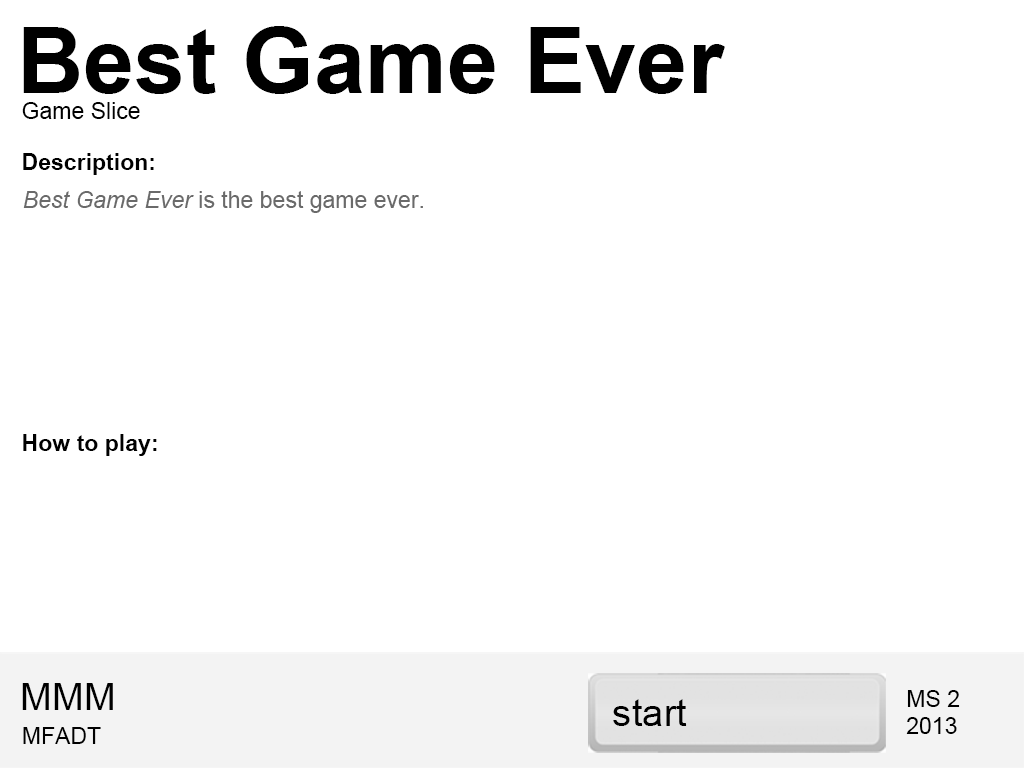 Best Game Ever
Game Slice
Description:
Best Game Ever is the best game ever.
How to play:
MMM
MFADT
start
MS 2
2013